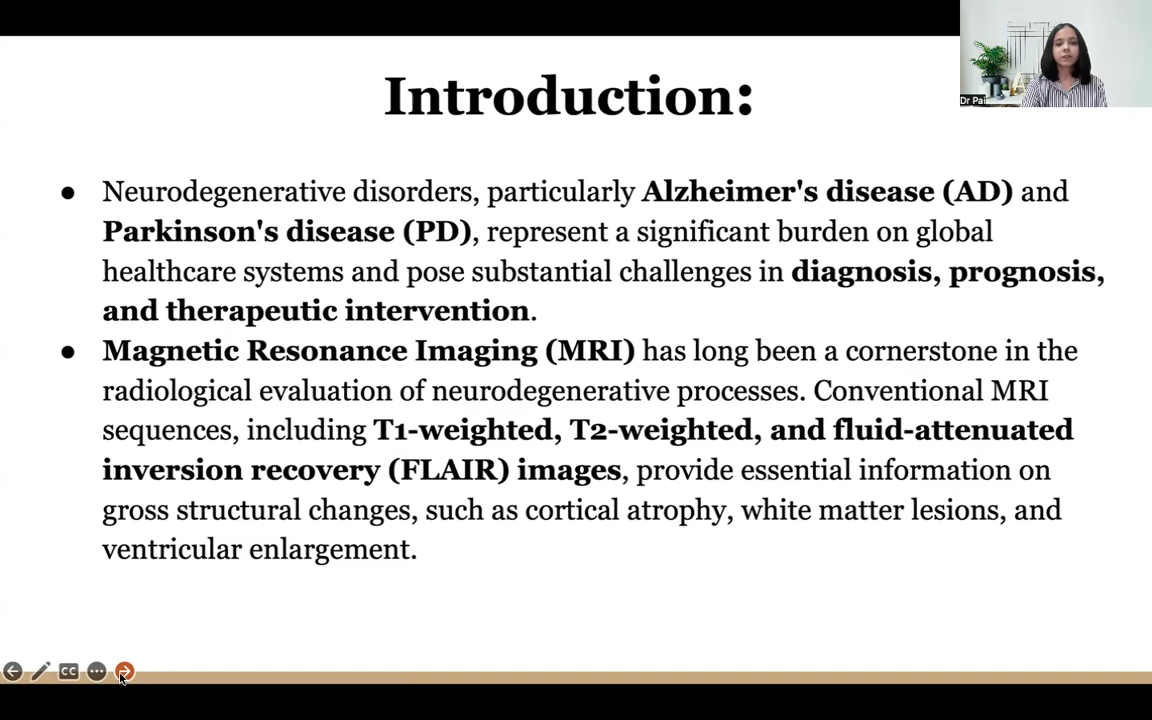 Introduction:
Dr Pal
● Neurodegenerative disorders, particularly Alzheimer's disease (AD) and
Parkinson's disease (PD), represent a significant burden on global
healthcare systems and pose substantial challenges in diagnosis, prognosis,
and therapeutic intervention.
● Magnetic Resonance Imaging (MRI) has long been a cornerstone in the
radiological evaluation of neurodegenerative processes. Conventional MRI
sequences, including T1-weighted, T2-weighted, and fluid-attenuated
inversion recovery (FLAIR) images, provide essential information on
gross structural changes, such as cortical atrophy, white matter lesions, and
ventricular enlargement.
CC